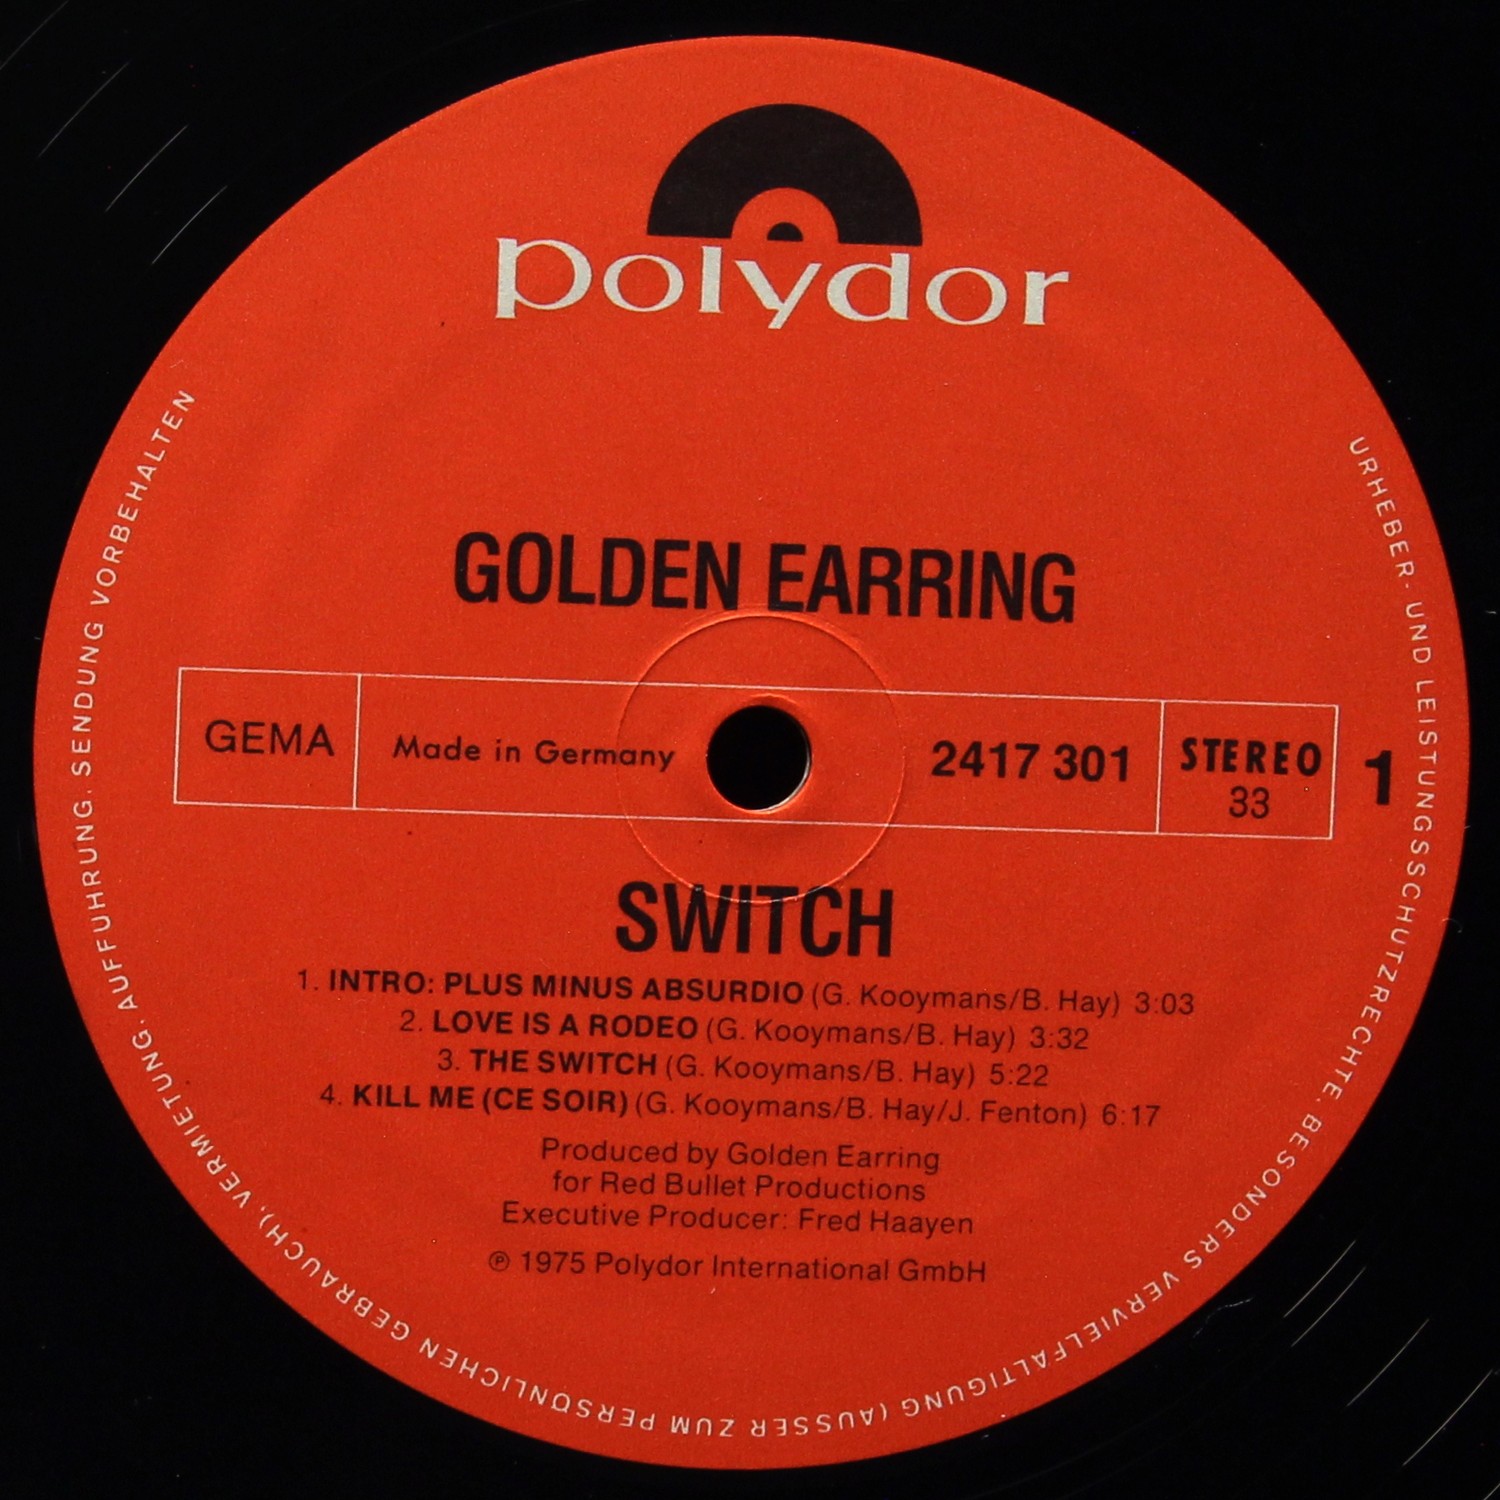 polydor
GOLDEN EARRING
GEMA
Made in Germany
2417 301
STEREO
33
1
SWITCH
1. INTRO: PLUS MINUS ABSURDIO (G. Kooymans/B. Hay) 3:03
2. LOVE IS A RODEO (G. Kooymans/B. Hay) 3:32
3. THE SWITCH (G. Kooymans/B. Hay) 5:22
4. KILL ME (CE SOIR) (G. Kooymans/B. Hay/J. Fenton) 6:17
Produced by Golden Earring
for Red Bullet Productions
Executive Producer: Fred Haayen
℗ 1975 Polydor International GmbH
URHEBER- UND LEISTUNGSSCHUTZRECHTE, BESONDERS VERVIELFÄLTIGUNG (AUSSER ZUM PERSÖNLICHEN GEBRAUCH), VERMIETUNG, AUFFÜHRUNG, SENDUNG VORBEHALTEN